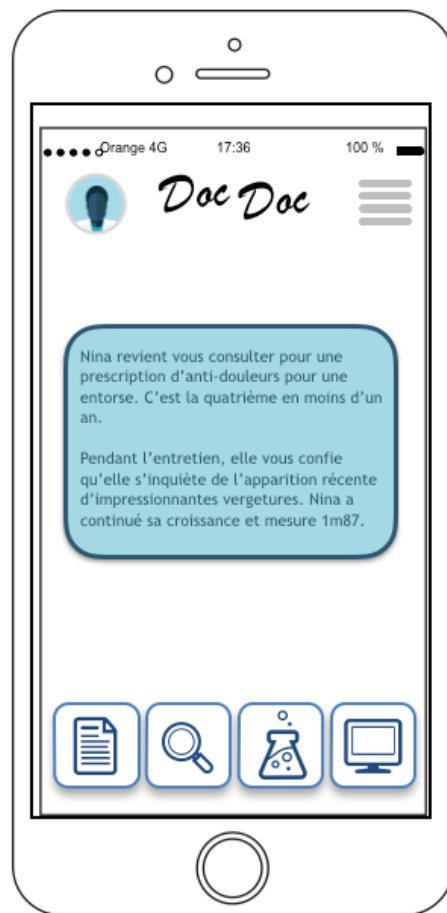 Orange 4G 17:36 100 %
Doc Doc
Nina revient vous consulter pour une
prescription d’anti-douleurs pour une
entorse. C’est la quatrième en moins d’un
an.
Pendant l’entretien, elle vous confie
qu’elle s’inquiète de l’apparition récente
d’impressionnantes vergetures. Nina a
continué sa croissance et mesure 1m87.